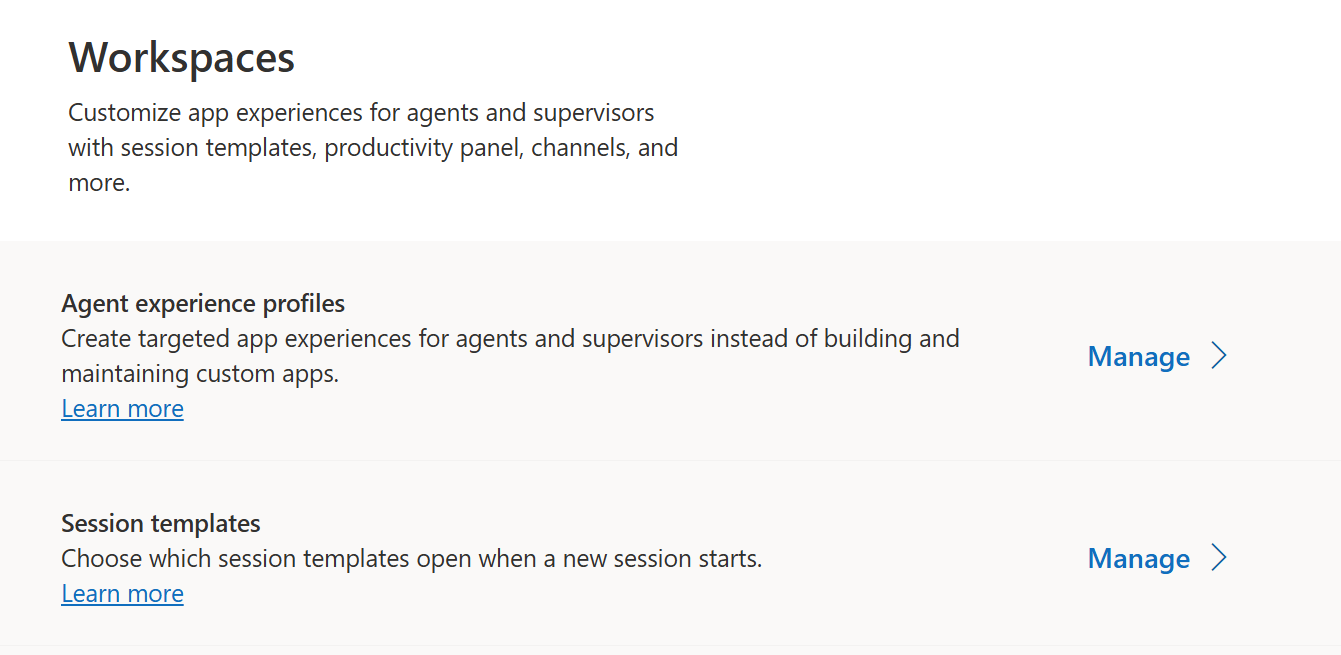 Workspaces
Customize app experiences for agents and supervisors
with session templates, productivity panel, channels, and
more.
Agent experience profiles
Create targeted app experiences for agents and supervisors instead of building and
maintaining custom apps.
Learn more
Manage
Session templates
Choose which session templates open when a new session starts.
Learn more
Manage